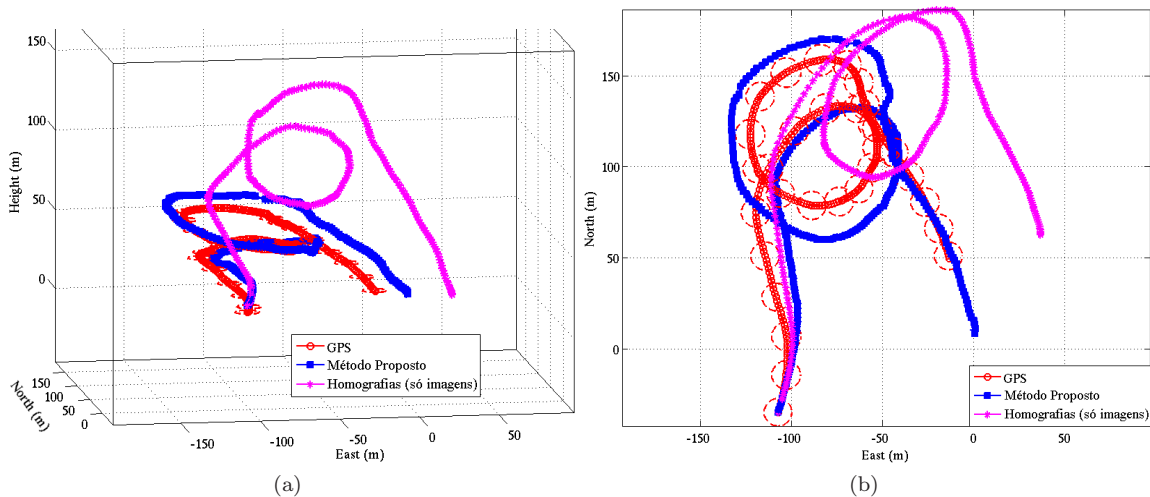 150
100
50
0
Height (m)
150
100
50
0
North (m)
-150
-100
-50
0
50
East (m)
GPS
Método Proposto
Homografias (só imagens)
(a)
150
100
50
0
North (m)
-150
-100
-50
0
50
East (m)
GPS
Método Proposto
Homografias (só imagens)
(b)